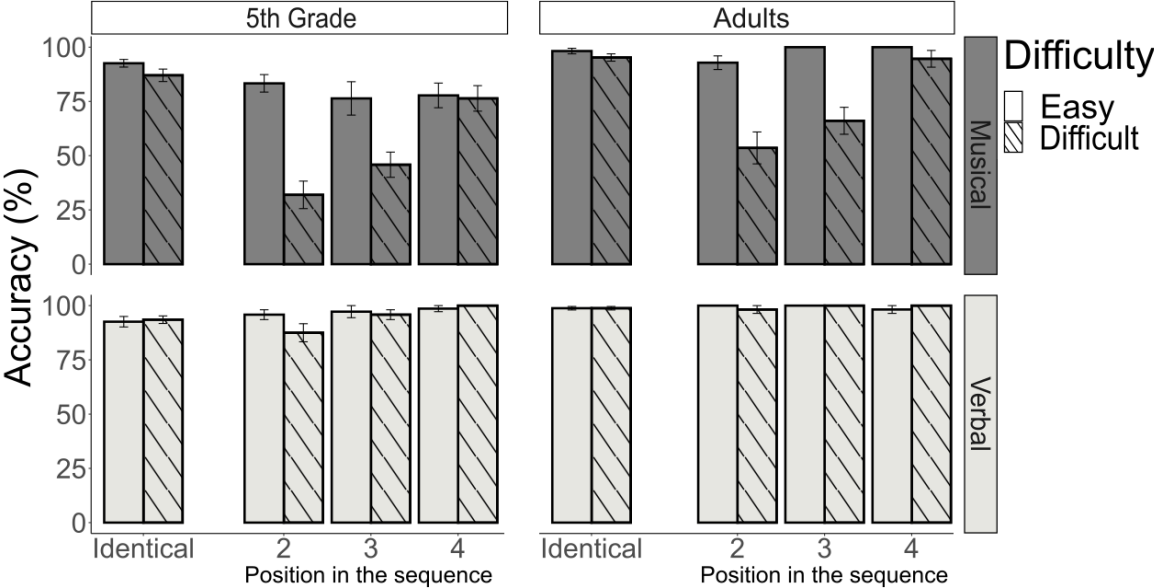 5th Grade
Adults
Difficulty
Easy
Difficult
Accuracy (%)
100
75
50
25
0
Musical
100
75
50
25
0
Verbal
Identical 2 3 4
Identical 2 3 4
Position in the sequence
Position in the sequence